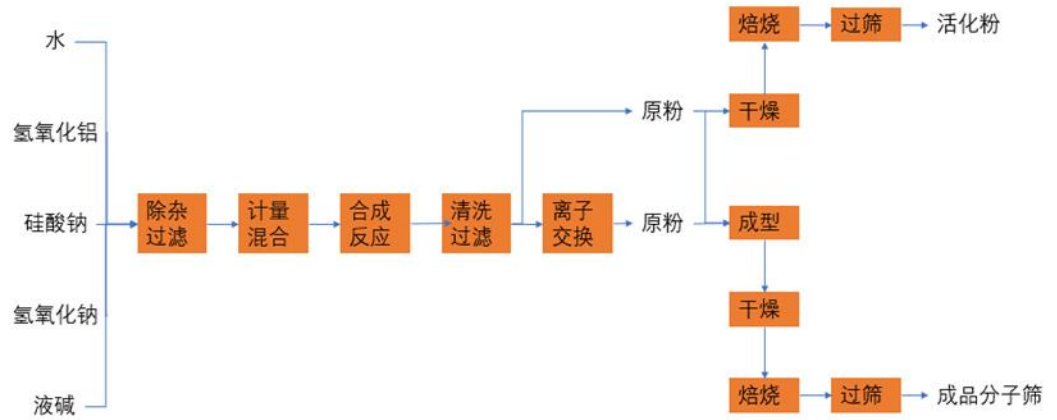 水
氢氧化铝
硅酸钠
氢氧化钠
液碱
除杂
过滤
计量
混合
合成
反应
清洗
过滤
离子
交换
原粉
原粉
干燥
焙烧
过筛
活化粉
成型
干燥
焙烧
过筛
成品分子筛